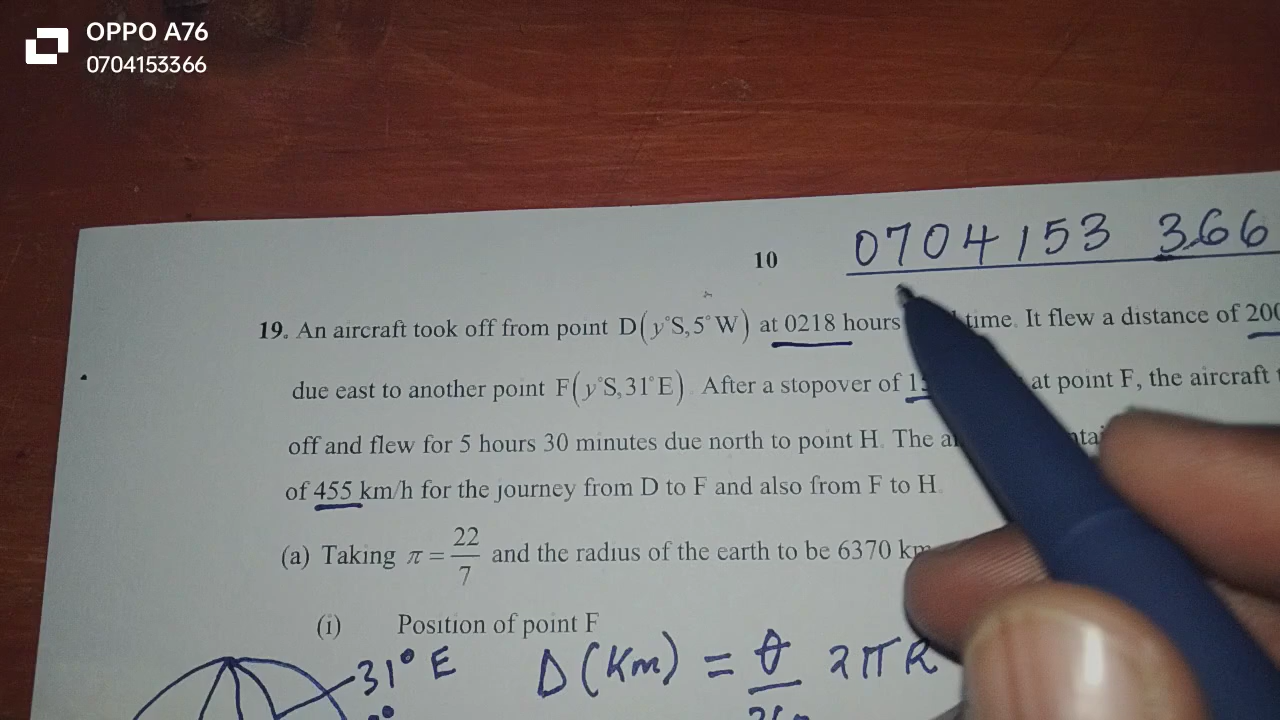 OPPO A76
0704153366
0704153 366
10
19. An aircraft took off from point D(y°S, 5°W) at 0218 hours time. It flew a distance of 200
due east to another point F(y°S, 31°E). After a stopover of at point F, the aircraft
off and flew for 5 hours 30 minutes due north to point H. The
of 455 km/h for the journey from D to F and also from F to H.
(a) Taking π = 22/7 and the radius of the earth to be 6370 km
(i) Position of point F
31° E D(Km) = θ 2πR